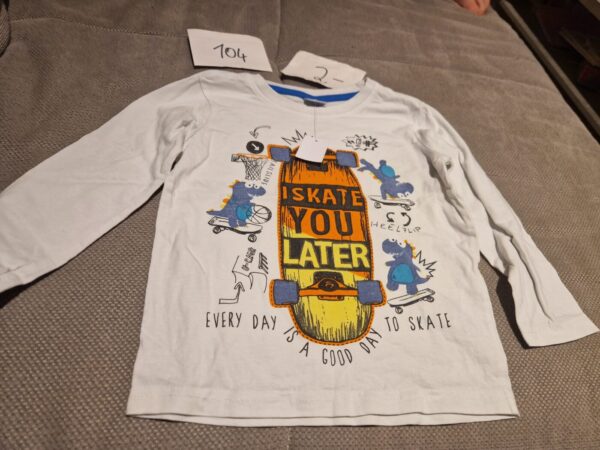 104
2-
I SKATE
YOU
LATER
HEELFLIP
EVERY DAY IS A GOOD DAY TO SKATE